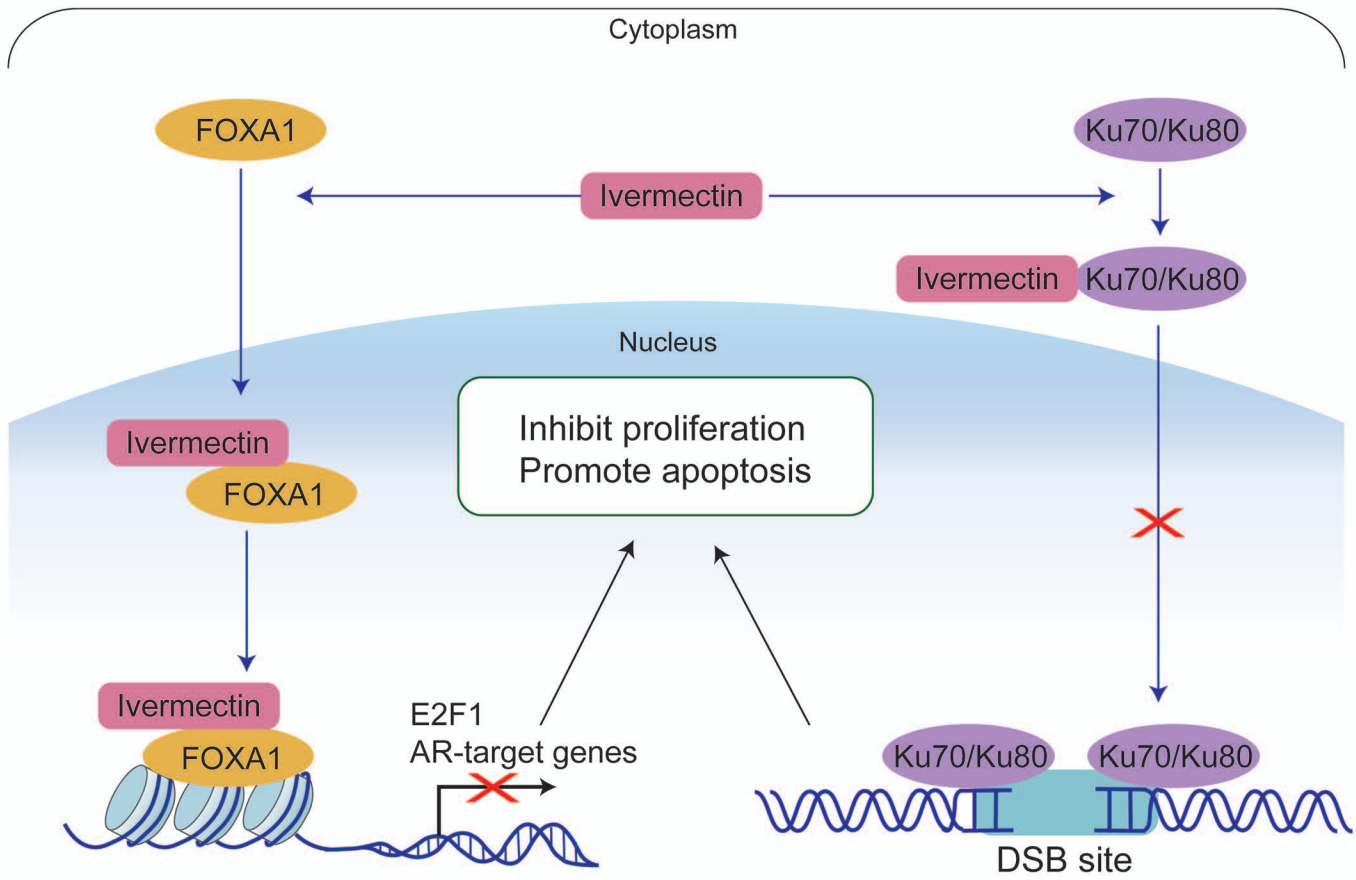 Cytoplasm
FOXA1
Ku70/Ku80
Ivermectin
Ivermectin
Ku70/Ku80
Nucleus
Inhibit proliferation
Promote apoptosis
Ivermectin
FOXA1
Ivermectin
FOXA1
E2F1
AR-target genes
Ku70/Ku80
Ku70/Ku80
DSB site